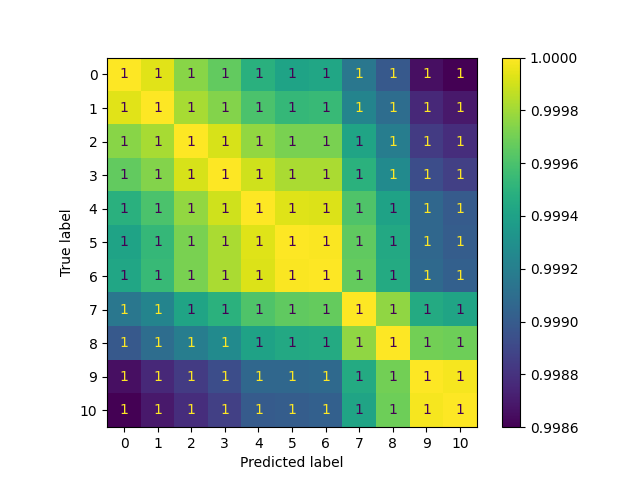 0 1 1 1 1 1 1 1 1 1 1 1 1.0000
1 1 1 1 1 1 1 1 1 1 1 1 0.9998
2 1 1 1 1 1 1 1 1 1 1 1
3 1 1 1 1 1 1 1 1 1 1 1 0.9996
4 1 1 1 1 1 1 1 1 1 1 1 0.9994
5 1 1 1 1 1 1 1 1 1 1 1
6 1 1 1 1 1 1 1 1 1 1 1 0.9992
7 1 1 1 1 1 1 1 1 1 1 1 0.9990
8 1 1 1 1 1 1 1 1 1 1 1
9 1 1 1 1 1 1 1 1 1 1 1 0.9988
10 1 1 1 1 1 1 1 1 1 1 1 0.9986
0 1 2 3 4 5 6 7 8 9 10
Predicted label
True label